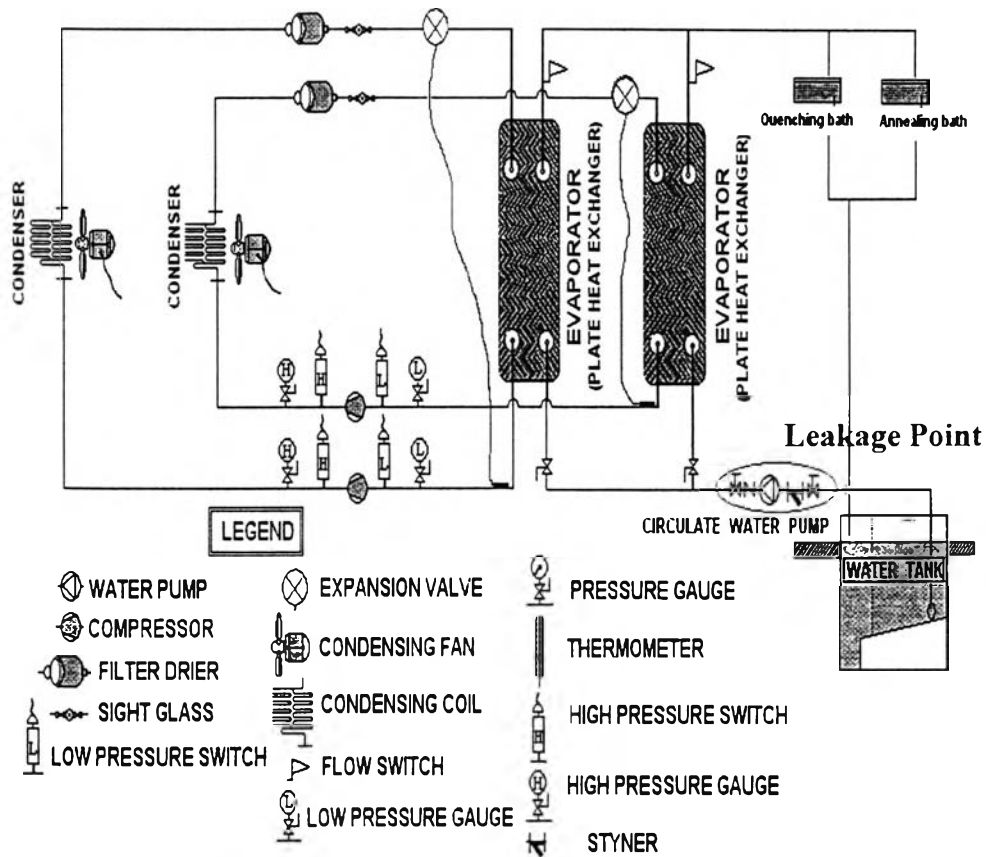 Quenching bath
Annealing bath
CONDENSER
CONDENSER
EVAPORATOR
(PLATE HEAT EXCHANGER)
EVAPORATOR
(PLATE HEAT EXCHANGER)
H
H
L
L
H
H
L
L
Leakage Point
CIRCULATE WATER PUMP
WATER TANK
LEGEND
WATER PUMP
COMPRESSOR
FILTER DRIER
SIGHT GLASS
L
LOW PRESSURE SWITCH
EXPANSION VALVE
CONDENSING FAN
CONDENSING COIL
FLOW SWITCH
L
LOW PRESSURE GAUGE
PRESSURE GAUGE
THERMOMETER
H
HIGH PRESSURE SWITCH
H
HIGH PRESSURE GAUGE
STYNER